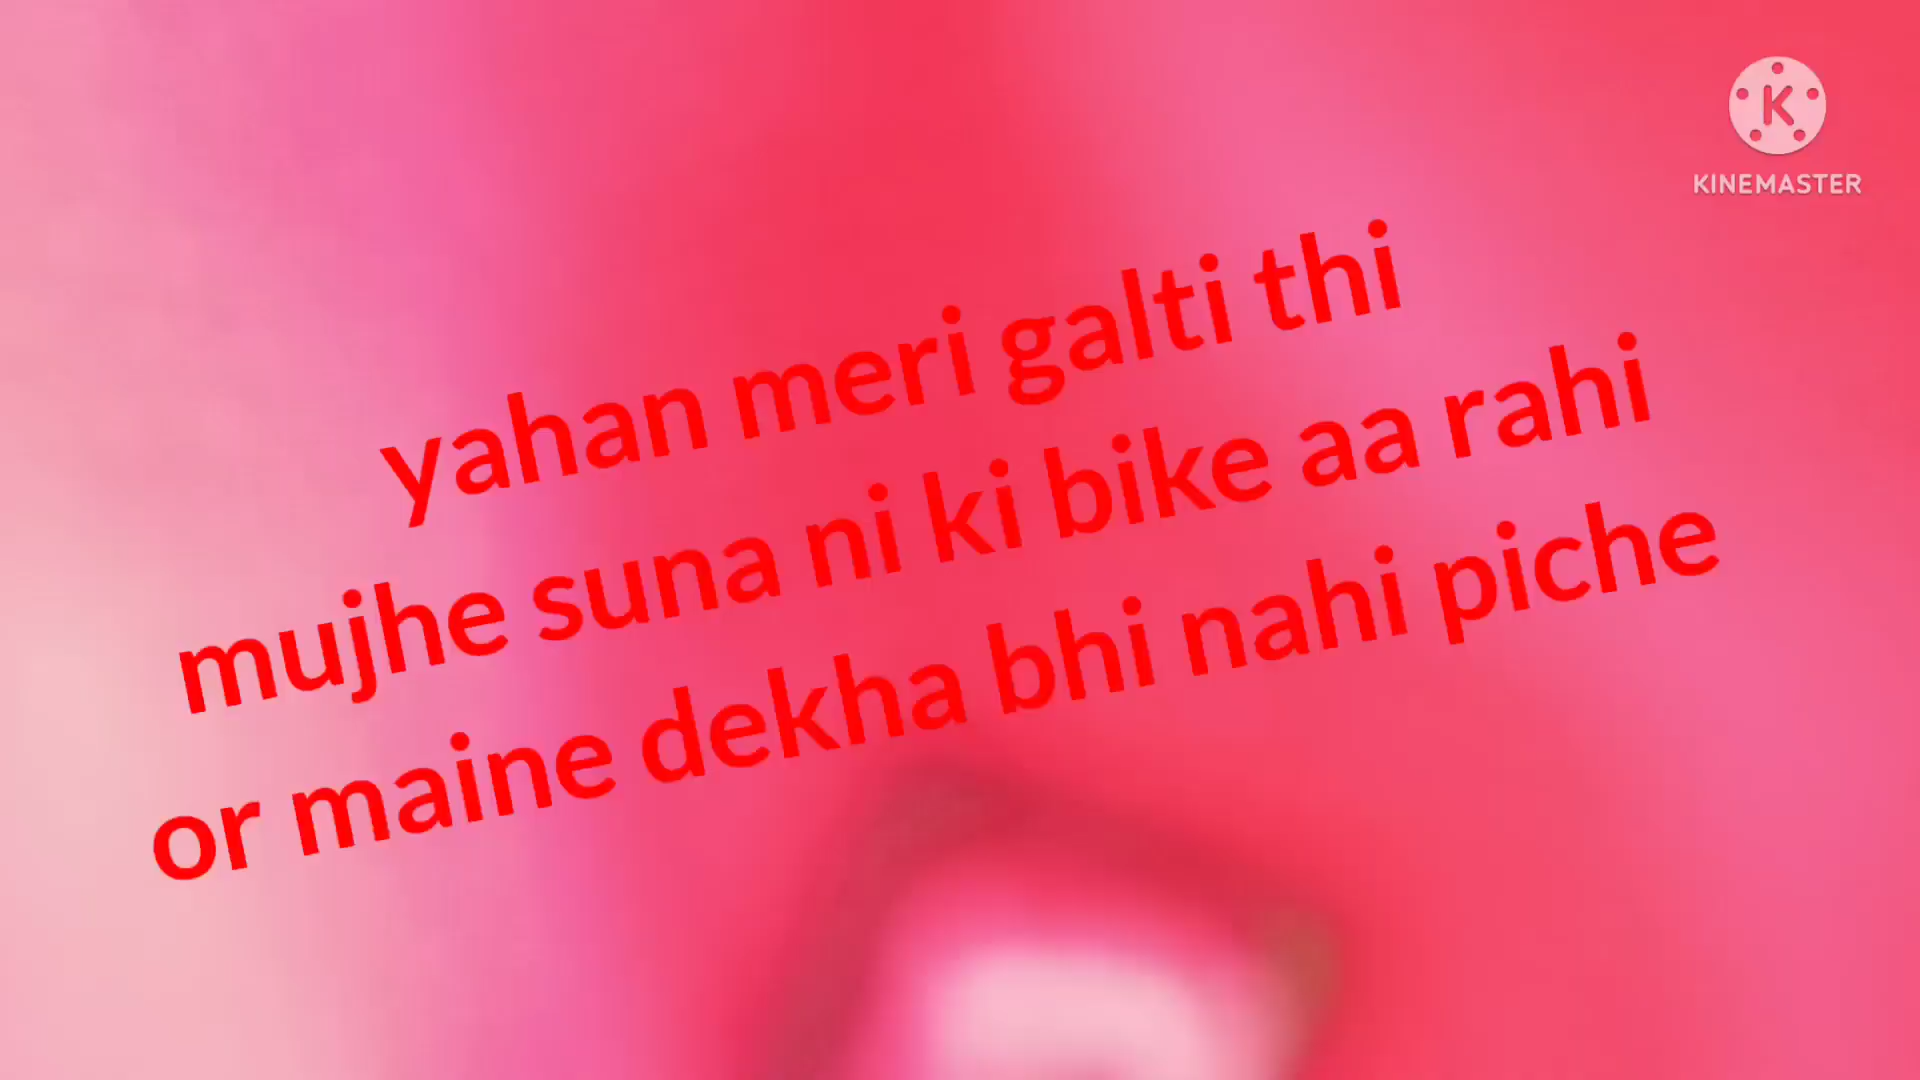 KINEMASTER
yahan meri galti thi
mujhe suna ni ki bike aa rahi
or maine dekha bhi nahi piche